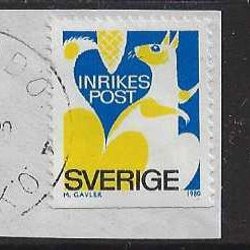 INRIKES
POST
SVERIGE
M. GAVLER 1980